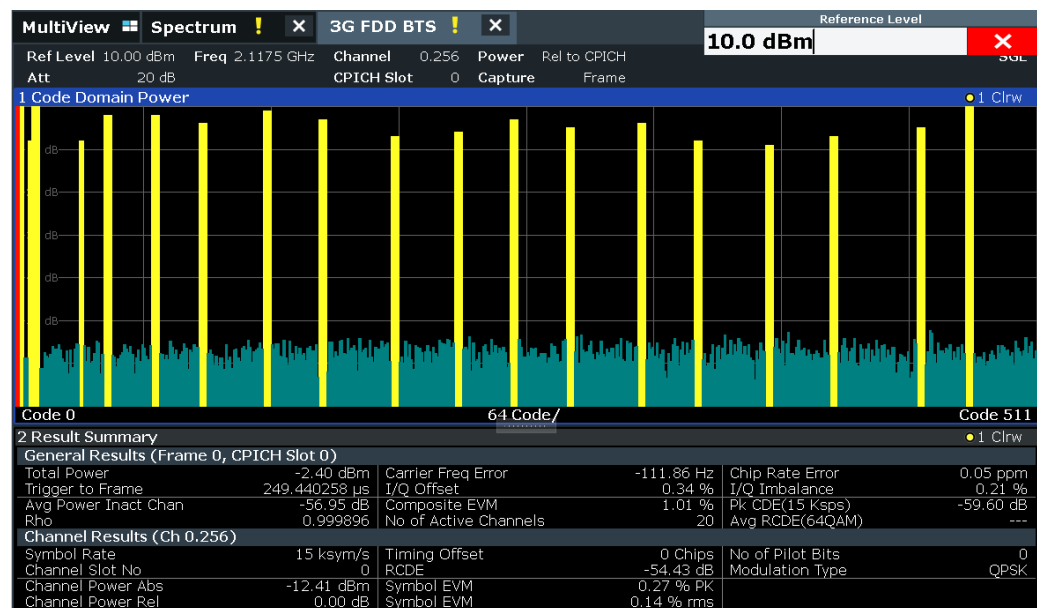 MultiView Spectrum ! × 3G FDD BTS ! ×
Reference Level
10.0 dBm ×
Ref Level 10.00 dBm Freq 2.1175 GHz Channel 0.256 Power Rel to CPICH
Att 20 dB CPICH Slot 0 Capture Frame SGL
1 Code Domain Power 1 Clrw
dB
dB
dB
dB
dB
Code 0 64 Code/ Code 511
2 Result Summary 1 Clrw
General Results (Frame 0, CPICH Slot 0)
Total Power -2.40 dBm Carrier Freq Error -111.86 Hz Chip Rate Error 0.05 ppm
Trigger to Frame 249.440258 µs I/Q Offset 0.34 % I/Q Imbalance 0.21 %
Avg Power Inact Chan -56.95 dB Composite EVM 1.01 % Pk CDE(15 Ksps) -59.60 dB
Rho 0.999896 No of Active Channels 20 Avg RCDE(64QAM) ---
Channel Results (Ch 0.256)
Symbol Rate 15 ksym/s Timing Offset 0 Chips No of Pilot Bits 0
Channel Slot No 0 RCDE -54.43 dB Modulation Type QPSK
Channel Power Abs -12.41 dBm Symbol EVM 0.27 % PK
Channel Power Rel 0.00 dB Symbol EVM 0.14 % rms